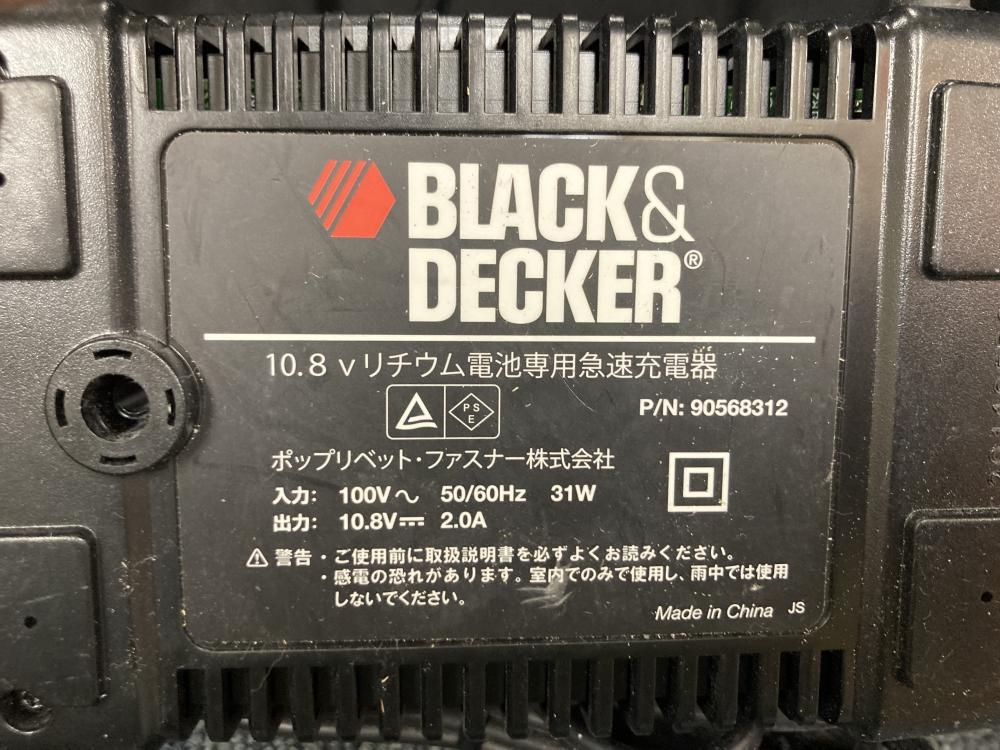 BLACK&
DECKER®
10.8 v リチウム電池専用急速充電器
PS
E
P/N: 90568312
ポップリベット・ファスナー株式会社
入力: 100V～ 50/60Hz 31W
出力: 10.8V⎓ 2.0A
⚠ 警告・ご使用前に取扱説明書を必ずよくお読みください。
・感電の恐れがあります。室内でのみで使用し、雨中では使用
しないでください。
Made in China JS